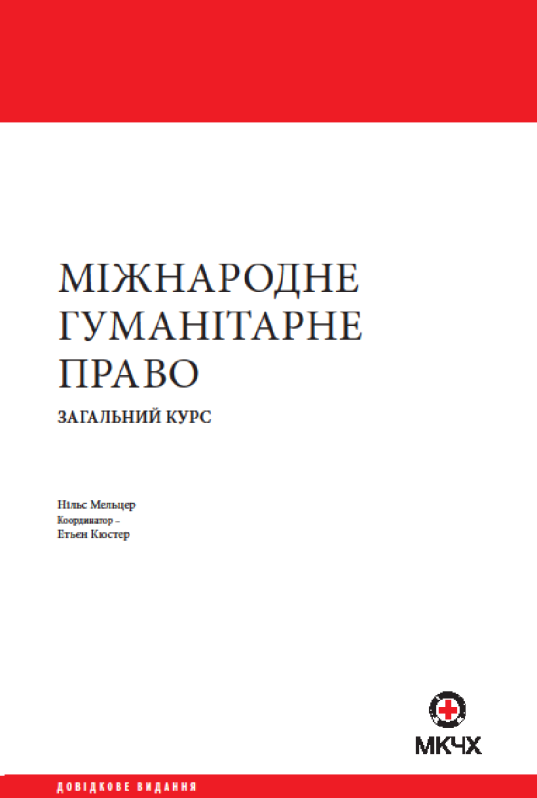 МІЖНАРОДНЕ
ГУМАНІТАРНЕ
ПРАВО
ЗАГАЛЬНИЙ КУРС
Нільс Мельцер
Координатор –
Етьєн Кюстер
МКЧХ
ДОВІДКОВЕ ВИДАННЯ